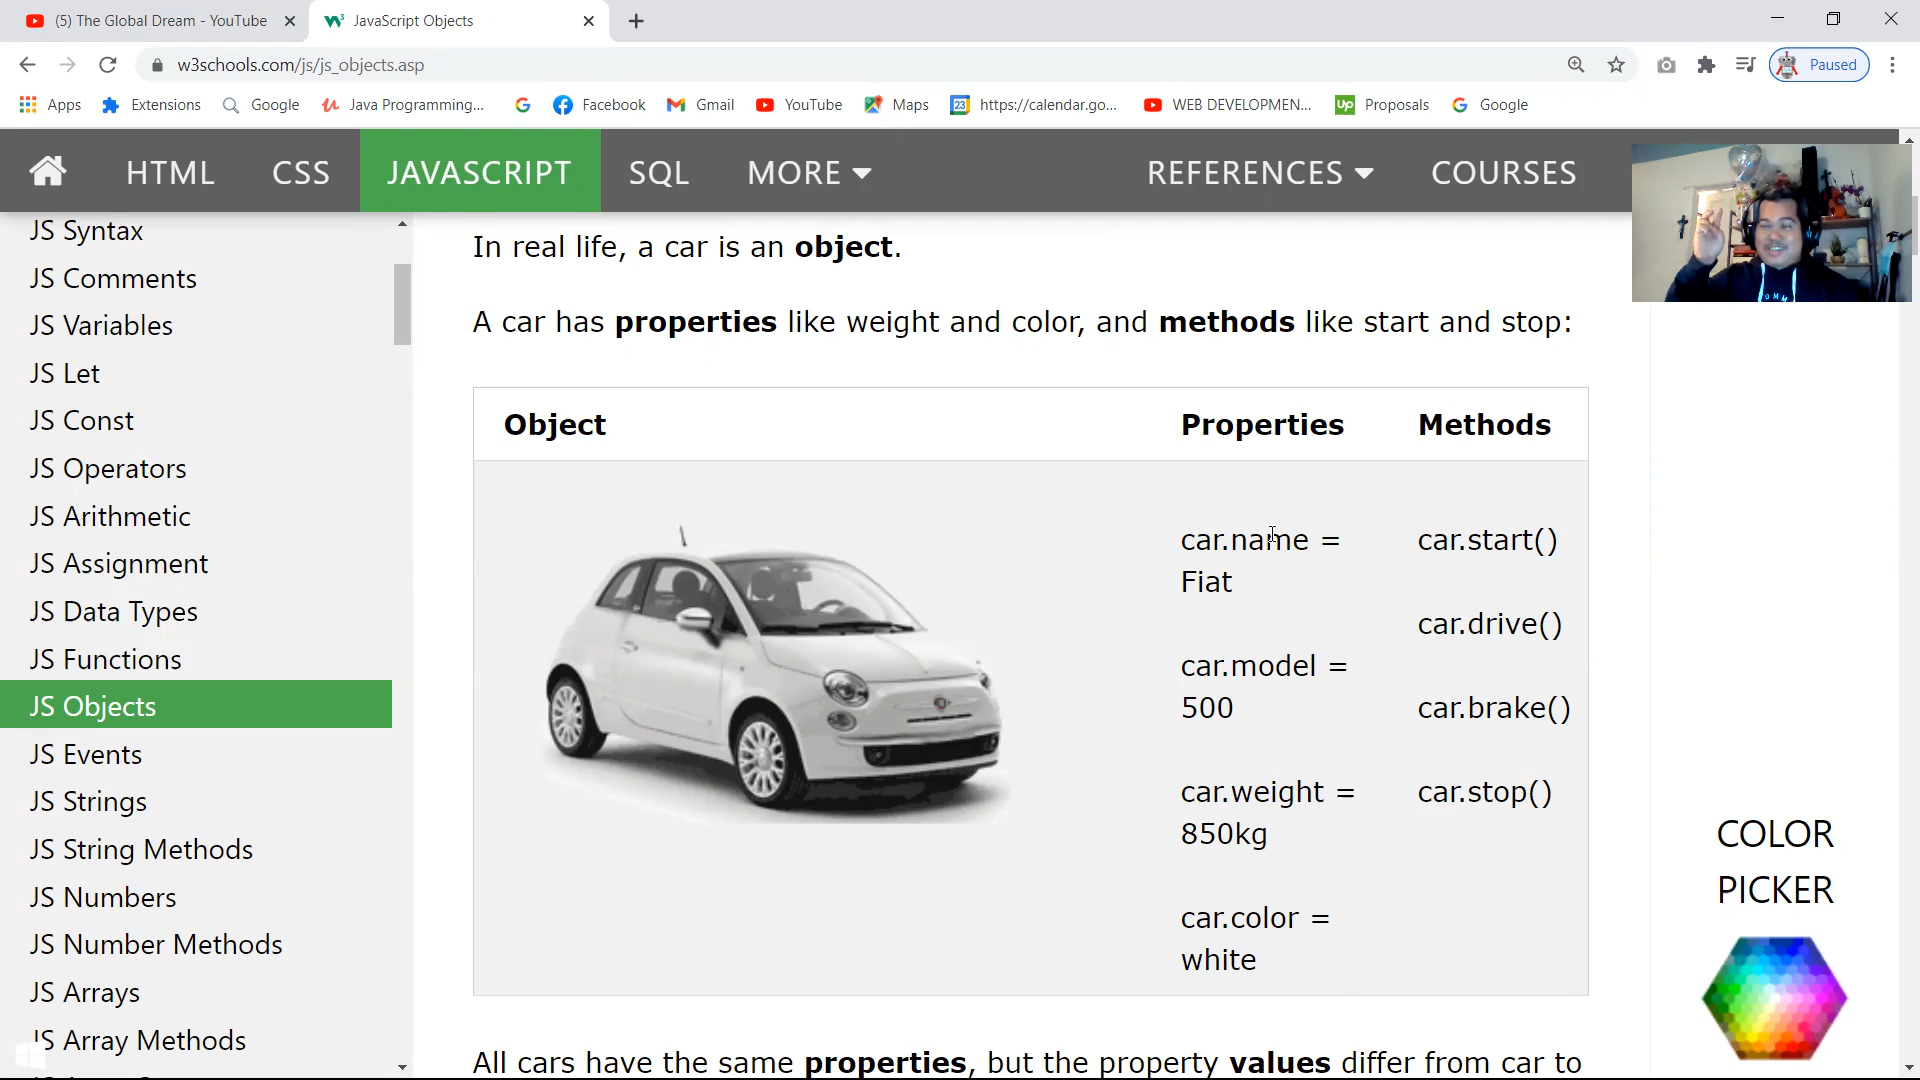 (5) The Global Dream - YouTube
JavaScript Objects
w3schools.com/js/js_objects.asp
Paused
Apps
Extensions
Google
Java Programming...
Facebook
Gmail
YouTube
Maps
23
https://calendar.go...
WEB DEVELOPMEN...
Up
Proposals
Google
HTML
CSS
JAVASCRIPT
SQL
MORE
REFERENCES
COURSES
JS Syntax
JS Comments
JS Variables
JS Let
JS Const
JS Operators
JS Arithmetic
JS Assignment
JS Data Types
JS Functions
JS Objects
JS Events
JS Strings
JS String Methods
JS Numbers
JS Number Methods
JS Arrays
JS Array Methods
In real life, a car is an object.
A car has properties like weight and color, and methods like start and stop:
Object Properties Methods
car.name =
Fiat
car.model =
500
car.weight =
850kg
car.color =
white
car.start()
car.drive()
car.brake()
car.stop()
All cars have the same properties, but the property values differ from car to
COLOR
PICKER